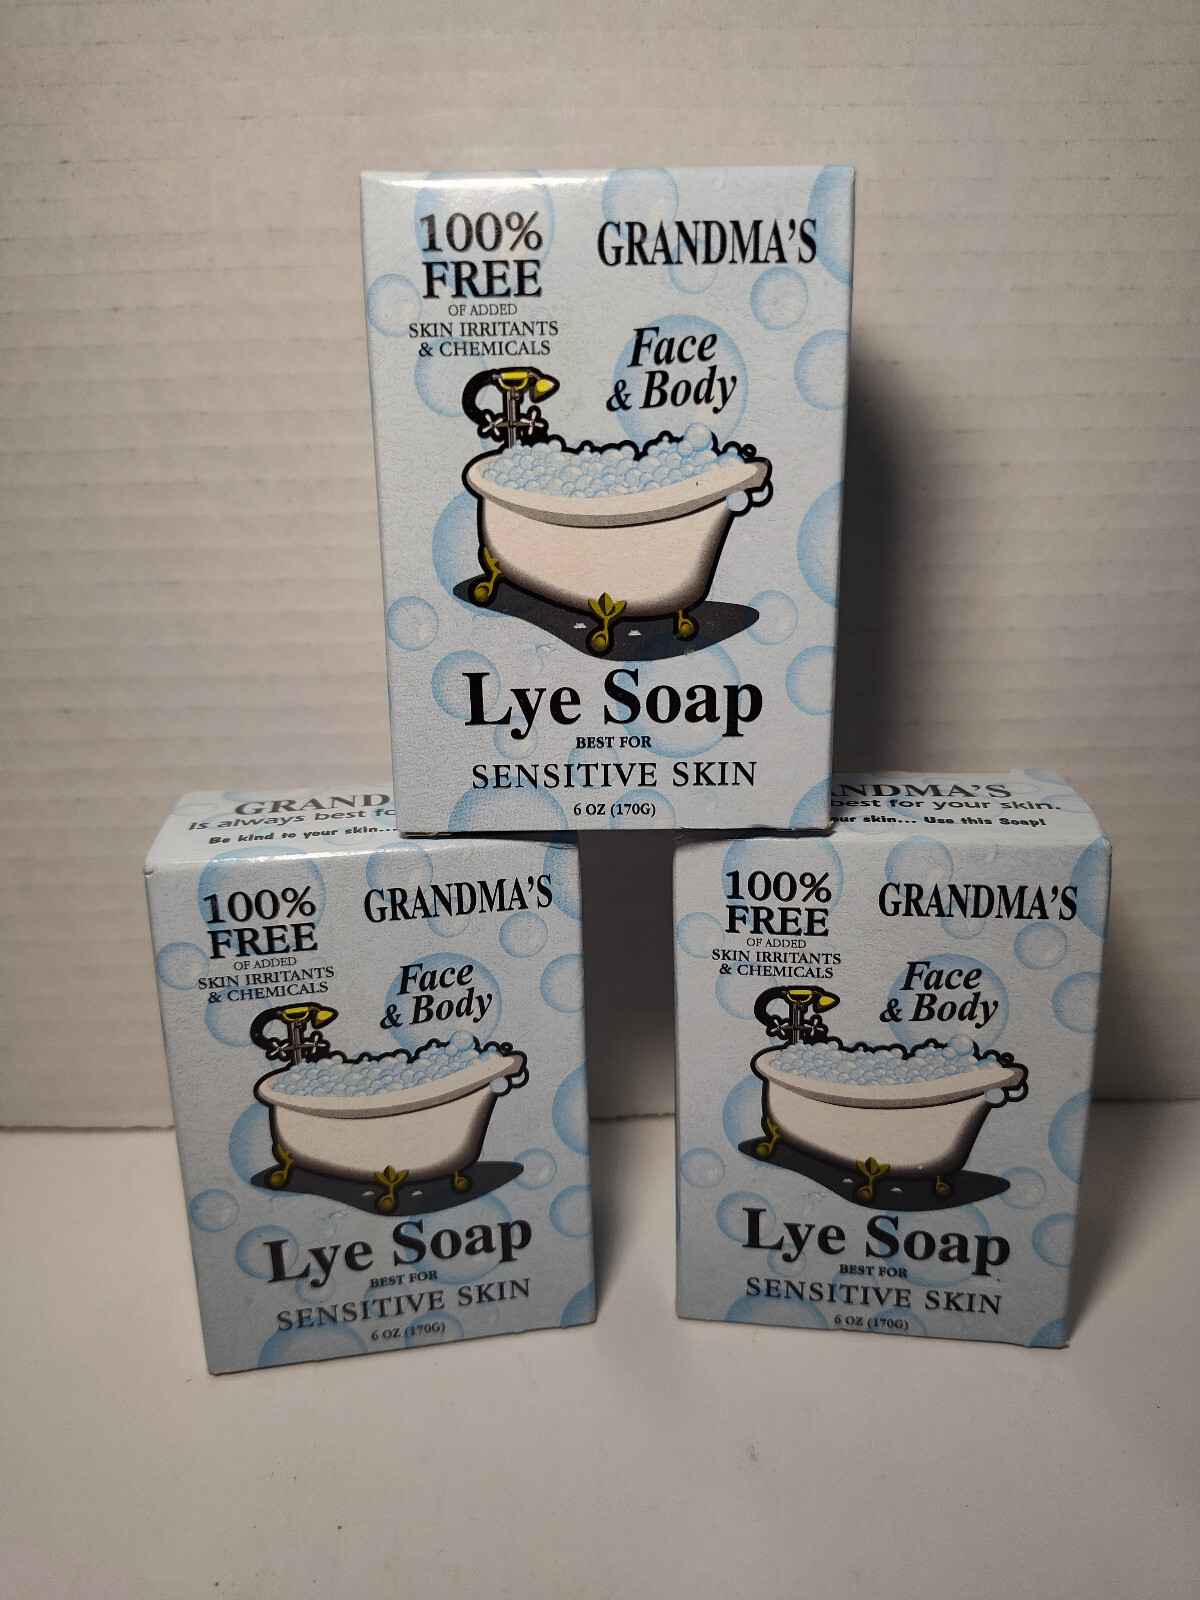 100%
FREE
OF ADDED
SKIN IRRITANTS
& CHEMICALS
GRANDMA'S
Face
& Body
Lye Soap
BEST FOR
SENSITIVE SKIN
6 OZ (170G)
GRAND
Is always best fo
Be kind to your skin...
100%
FREE
OF ADDED
SKIN IRRITANTS
& CHEMICALS
GRANDMA'S
Face
& Body
Lye Soap
BEST FOR
SENSITIVE SKIN
6 OZ (170G)
NDMA'S
best for your skin.
our skin... Use this Soap!
100%
FREE
OF ADDED
SKIN IRRITANTS
& CHEMICALS
GRANDMA'S
Face
& Body
Lye Soap
BEST FOR
SENSITIVE SKIN
6 OZ (170G)